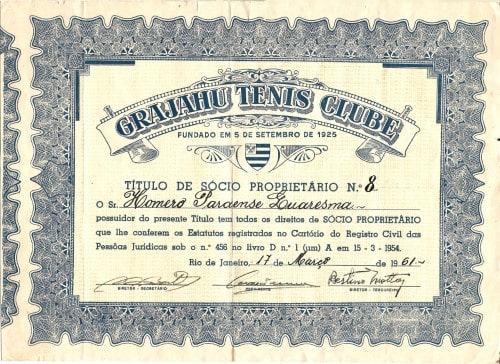 GRAJAHU TENIS CLUBE
FUNDADO EM 5 DE SETEMBRO DE 1925
TÍTULO DE SÓCIO PROPRIETÁRIO N.º 8
O Sr. Homero Paraense Quaresma
possuidor do presente Título tem todos os direitos de SÓCIO PROPRIETÁRIO
que lhe conferem os Estatutos registrados no Cartório do Registro Civil das
Pessôas Jurídicas sob o n.º 456 no livro D n.º 1 (um) A em 15-3-1954.
Rio de Janeiro, 17 de Março de 1961
DIRETOR - SECRETÁRIO PRESIDENTE DIRETOR - TESOUREIRO